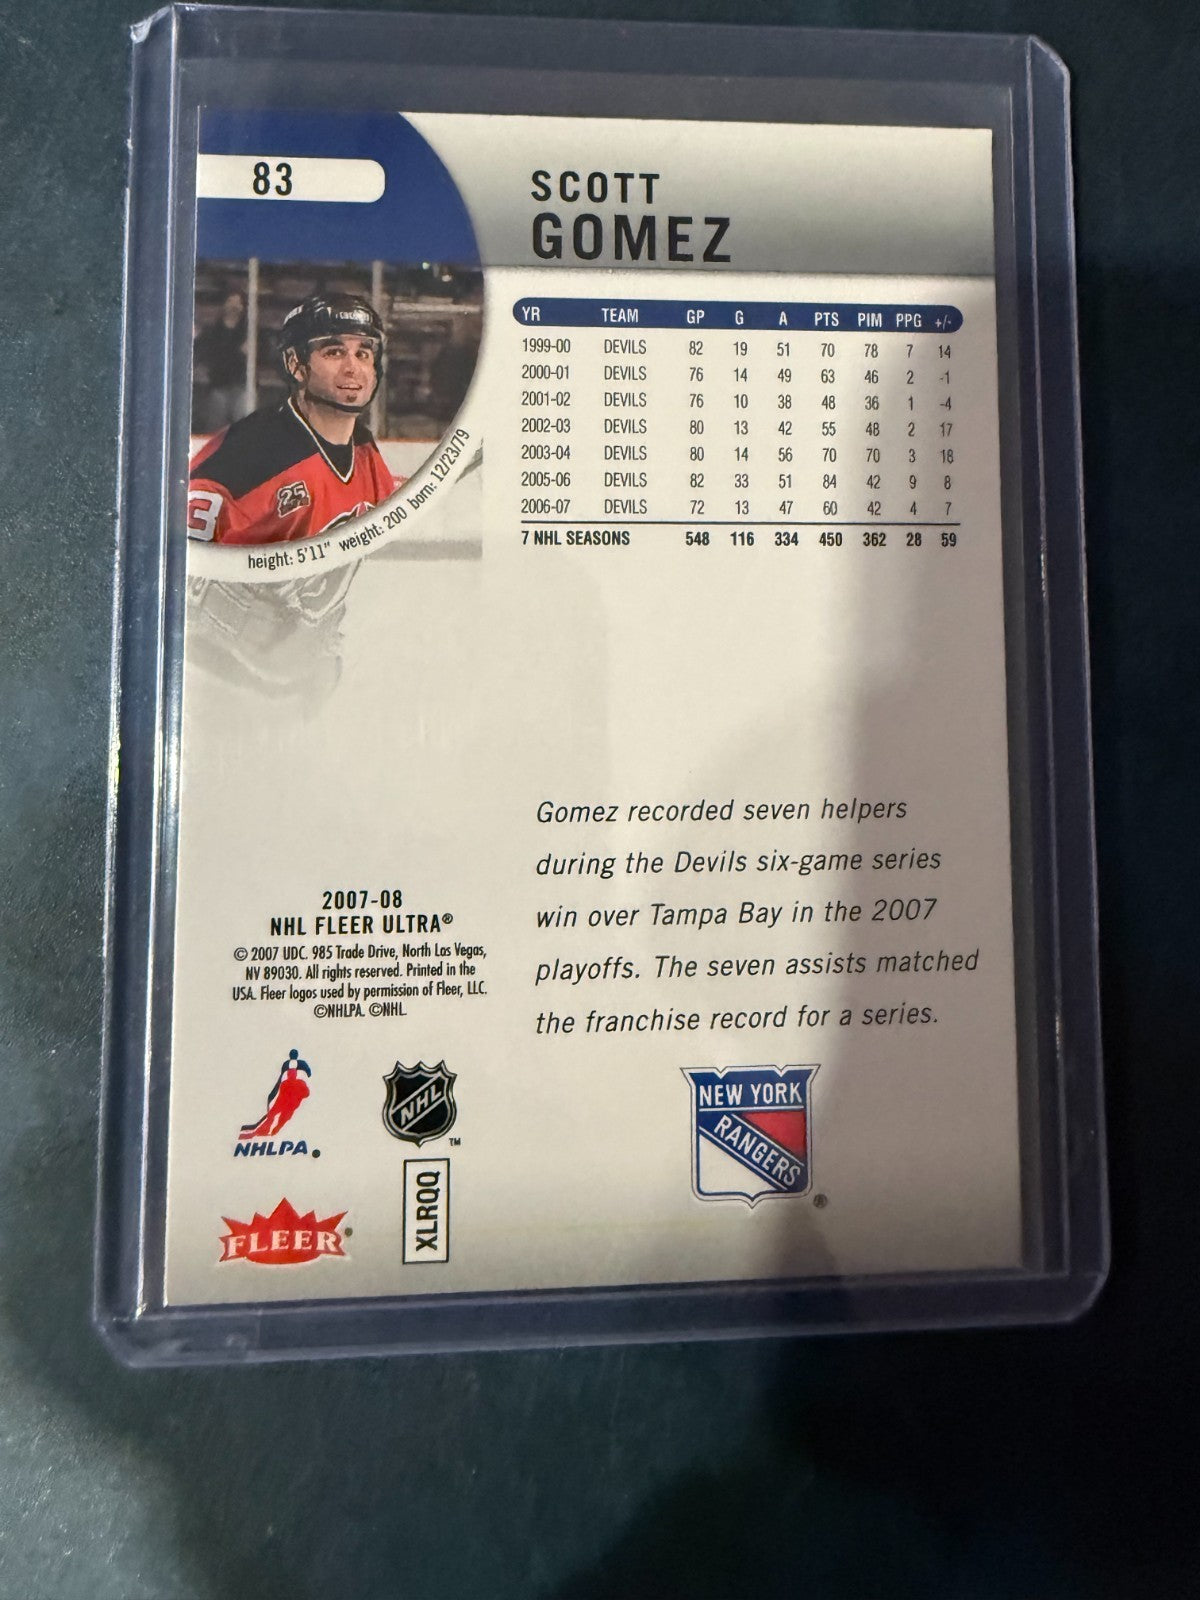 83
SCOTT
GOMEZ
YR TEAM GP G A PTS PIM PPG +/-
1999-00 DEVILS 82 19 51 70 78 7 14
2000-01 DEVILS 76 14 49 63 46 2 -1
2001-02 DEVILS 76 10 38 48 36 1 -4
2002-03 DEVILS 80 13 42 55 48 2 17
2003-04 DEVILS 80 14 56 70 70 3 18
2005-06 DEVILS 82 33 51 84 42 9 8
2006-07 DEVILS 72 13 47 60 42 4 7
7 NHL SEASONS 548 116 334 450 362 28 59
3
25
height: 5'11" weight: 200 born: 12/23/79
Gomez recorded seven helpers
during the Devils six-game series
win over Tampa Bay in the 2007
playoffs. The seven assists matched
the franchise record for a series.
2007-08
NHL FLEER ULTRA®
© 2007 UDC. 985 Trade Drive, North Las Vegas,
NV 89030. All rights reserved. Printed in the
USA. Fleer logos used by permission of Fleer, LLC.
©NHLPA. ©NHL.
NHLPA.
NHL
TM
NEW YORK
RANGERS
®
FLEER®
XLRQQ